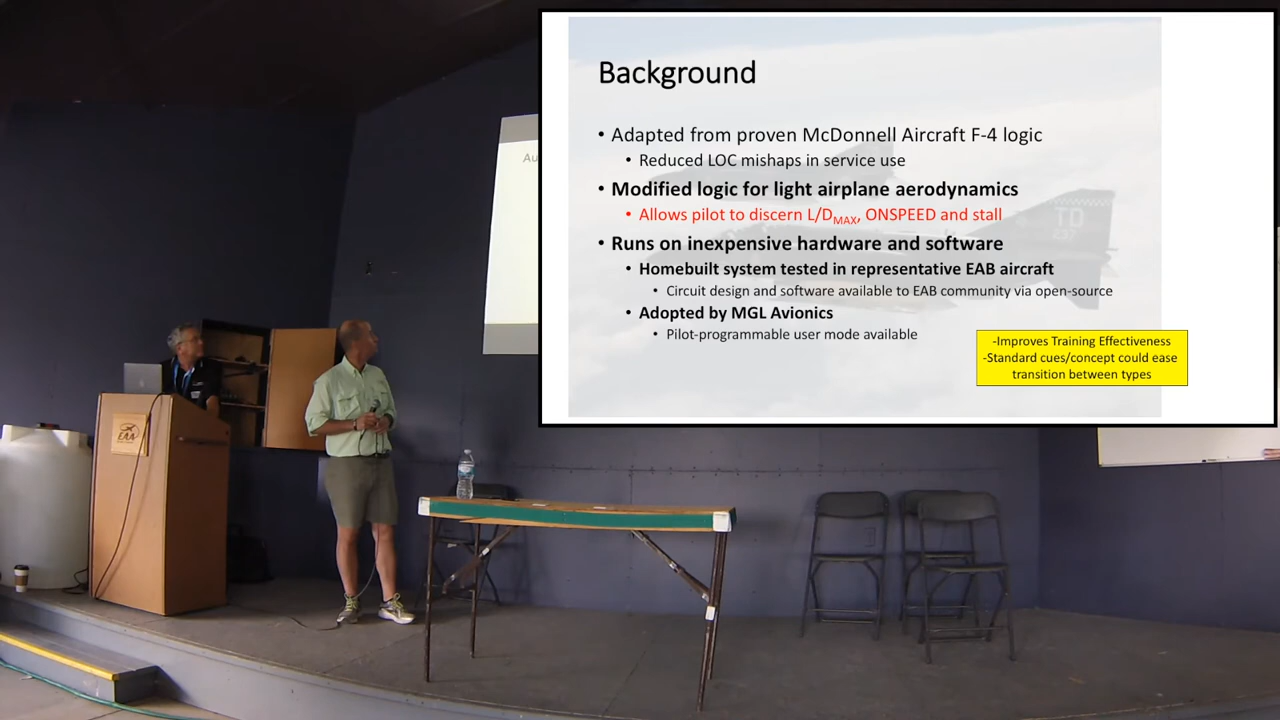 Background
• Adapted from proven McDonnell Aircraft F-4 logic
• Reduced LOC mishaps in service use
• Modified logic for light airplane aerodynamics
• Allows pilot to discern L/DMAX, ONSPEED and stall
• Runs on inexpensive hardware and software
• Homebuilt system tested in representative EAB aircraft
• Circuit design and software available to EAB community via open-source
• Adopted by MGL Avionics
• Pilot-programmable user mode available
-Improves Training Effectiveness
-Standard cues/concept could ease
transition between types
TD
237
Au
EAA